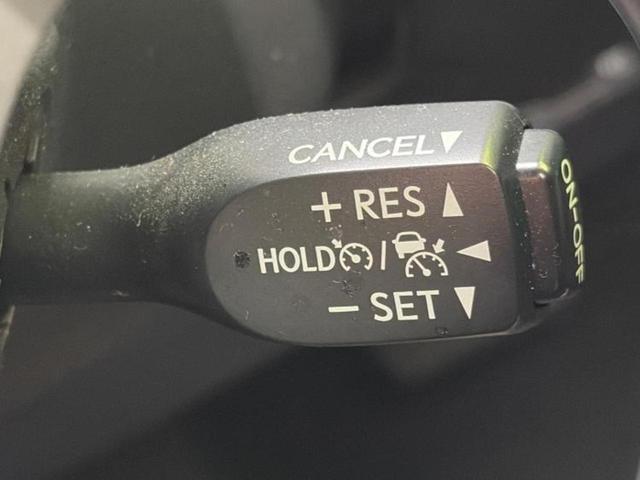 CANCEL▼
+ RES ▲
HOLD / ◀
- SET ▼
ON-OFF